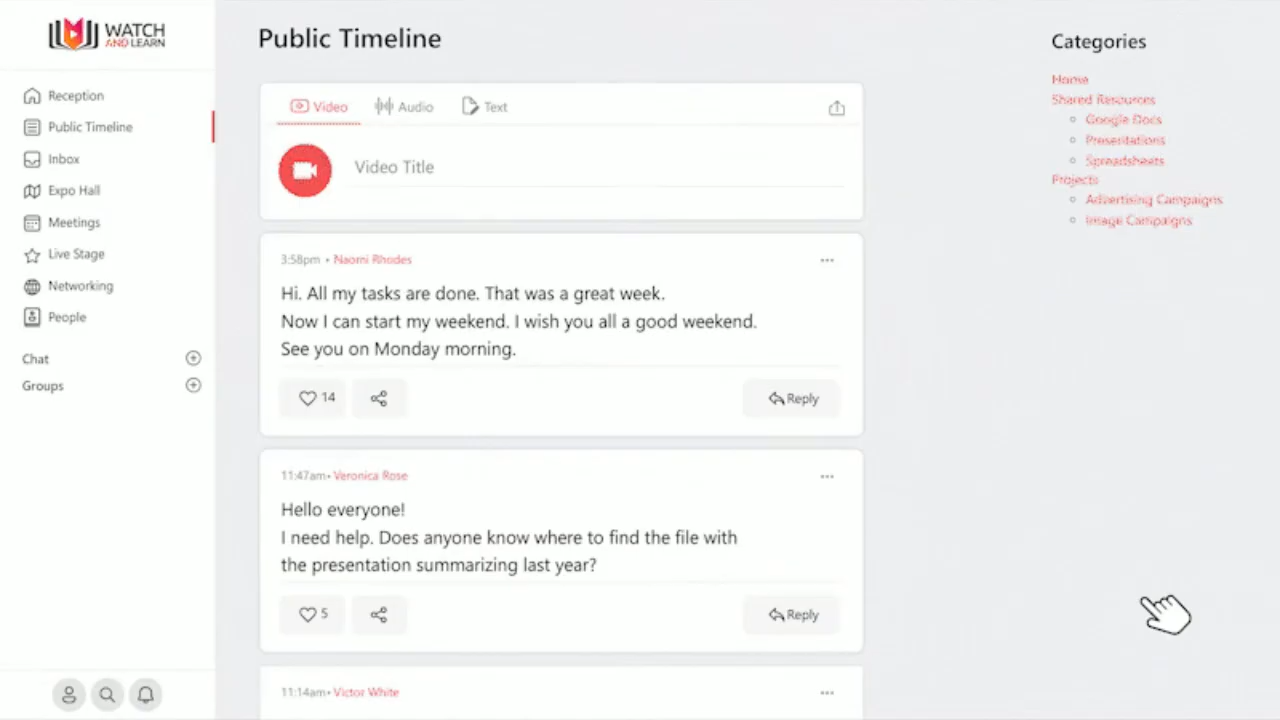 WATCH
AND LEARN
Reception
Public Timeline
Inbox
Expo Hall
Meetings
Live Stage
Networking
People
Chat
Groups
Public Timeline
Video
Audio
Text
Video Title
3:58pm • Naomi Rhodes
Hi. All my tasks are done. That was a great week.
Now I can start my weekend. I wish you all a good weekend.
See you on Monday morning.
14
Reply
11:47am• Veronica Rose
Hello everyone!
I need help. Does anyone know where to find the file with
the presentation summarizing last year?
5
Reply
11:14am• Victor White
Categories
Home
Shared Resources
Google Docs
Presentations
Spreadsheets
Projects
Advertising Campaigns
Image Campaigns